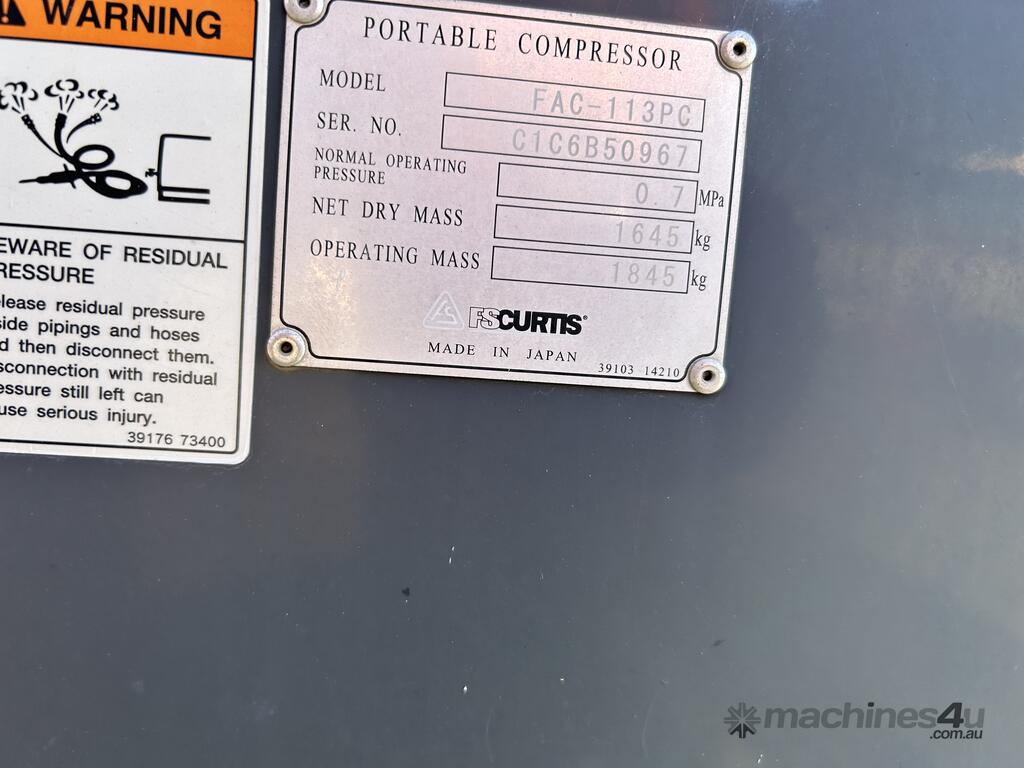 WARNING
EWARE OF RESIDUAL
RESSURE
elease residual pressure
side pipings and hoses
d then disconnect them.
sconnection with residual
essure still left can
use serious injury.
39176 73400
PORTABLE COMPRESSOR
MODEL FAC-113PC
SER. NO. C1C6B50967
NORMAL OPERATING
PRESSURE 0.7 MPa
NET DRY MASS 1645 kg
OPERATING MASS 1845 kg
FSCURTIS®
MADE IN JAPAN
39103 14210
machines4u
.com.au